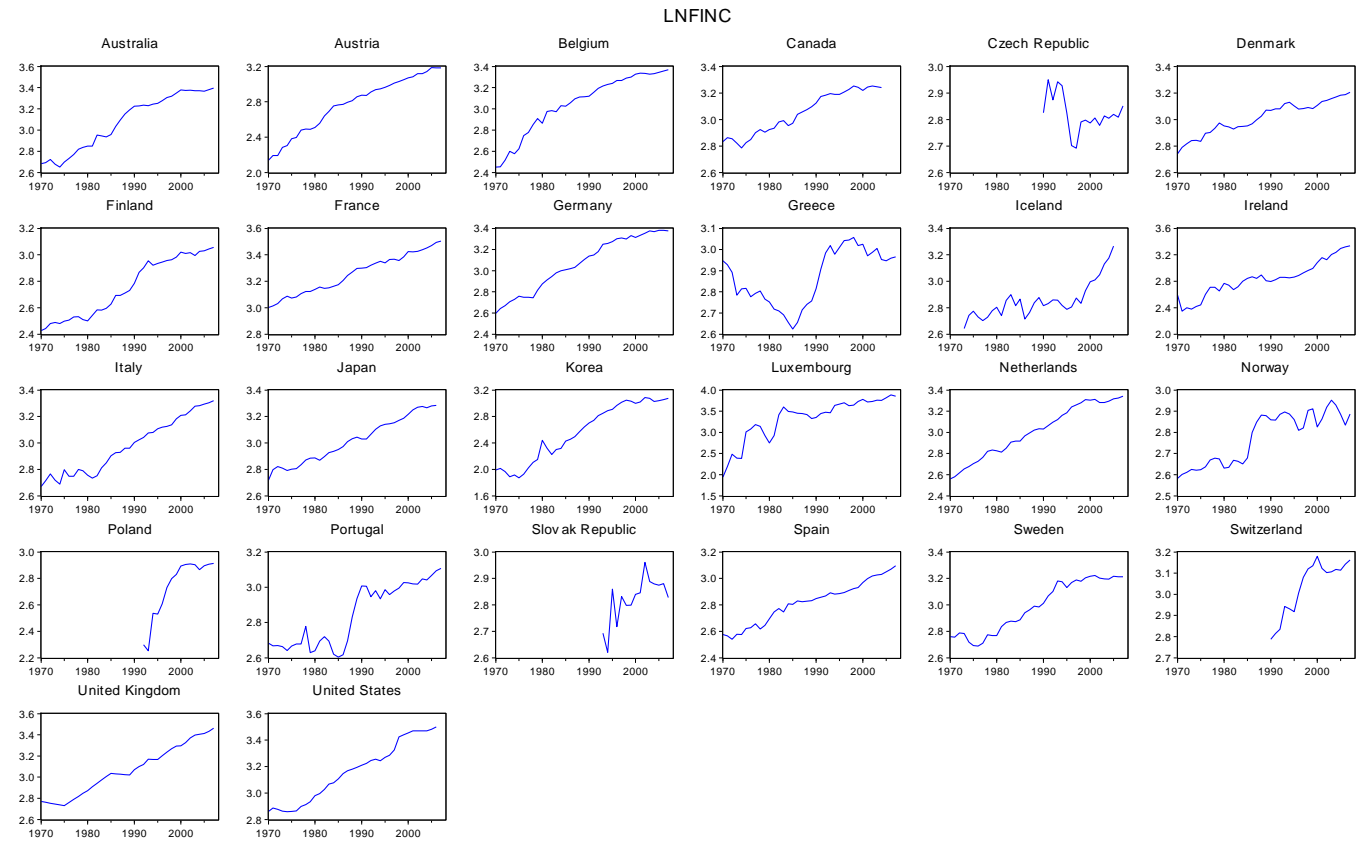 LNFINC
Australia
3.6
3.4
3.2
3.0
2.8
2.6
1970 1980 1990 2000
Austria
3.2
2.8
2.4
2.0
1970 1980 1990 2000
Belgium
3.4
3.2
3.0
2.8
2.6
2.4
1970 1980 1990 2000
Canada
3.4
3.2
3.0
2.8
2.6
1970 1980 1990 2000
Czech Republic
3.0
2.9
2.8
2.7
2.6
1970 1980 1990 2000
Denmark
3.4
3.2
3.0
2.8
2.6
1970 1980 1990 2000
Finland
3.2
3.0
2.8
2.6
2.4
1970 1980 1990 2000
France
3.6
3.4
3.2
3.0
2.8
1970 1980 1990 2000
Germany
3.4
3.2
3.0
2.8
2.6
2.4
1970 1980 1990 2000
Greece
3.1
3.0
2.9
2.8
2.7
2.6
1970 1980 1990 2000
Iceland
3.4
3.2
3.0
2.8
2.6
1970 1980 1990 2000
Ireland
3.6
3.2
2.8
2.4
2.0
1970 1980 1990 2000
Italy
3.4
3.2
3.0
2.8
2.6
1970 1980 1990 2000
Japan
3.4
3.2
3.0
2.8
2.6
1970 1980 1990 2000
Korea
3.2
2.8
2.4
2.0
1.6
1970 1980 1990 2000
Luxembourg
4.0
3.5
3.0
2.5
2.0
1.5
1970 1980 1990 2000
Netherlands
3.4
3.2
3.0
2.8
2.6
2.4
1970 1980 1990 2000
Norway
3.0
2.9
2.8
2.7
2.6
2.5
1970 1980 1990 2000
Poland
3.0
2.8
2.6
2.4
2.2
1970 1980 1990 2000
Portugal
3.2
3.0
2.8
2.6
1970 1980 1990 2000
Slovak Republic
3.0
2.9
2.8
2.7
2.6
1970 1980 1990 2000
Spain
3.2
3.0
2.8
2.6
2.4
1970 1980 1990 2000
Sweden
3.4
3.2
3.0
2.8
2.6
1970 1980 1990 2000
Switzerland
3.2
3.1
3.0
2.9
2.8
2.7
1970 1980 1990 2000
United Kingdom
3.6
3.4
3.2
3.0
2.8
2.6
1970 1980 1990 2000
United States
3.6
3.4
3.2
3.0
2.8
1970 1980 1990 2000